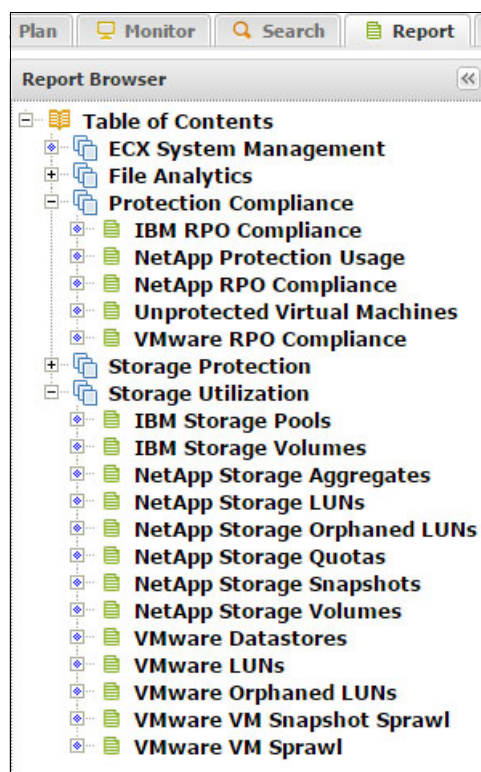 Plan
Monitor
Search
Report
Report Browser
Table of Contents
ECX System Management
File Analytics
Protection Compliance
IBM RPO Compliance
NetApp Protection Usage
NetApp RPO Compliance
Unprotected Virtual Machines
VMware RPO Compliance
Storage Protection
Storage Utilization
IBM Storage Pools
IBM Storage Volumes
NetApp Storage Aggregates
NetApp Storage LUNs
NetApp Storage Orphaned LUNs
NetApp Storage Quotas
NetApp Storage Snapshots
NetApp Storage Volumes
VMware Datastores
VMware LUNs
VMware Orphaned LUNs
VMware VM Snapshot Sprawl
VMware VM Sprawl